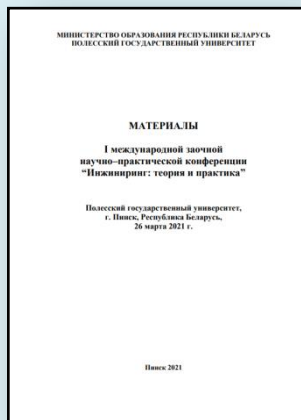 МИНИСТЕРСТВО ОБРАЗОВАНИЯ РЕСПУБЛИКИ БЕЛАРУСЬ
ПОЛЕССКИЙ ГОСУДАРСТВЕННЫЙ УНИВЕРСИТЕТ
МАТЕРИАЛЫ
I международной заочной
научно–практической конференции
“Инжиниринг: теория и практика”
Полесский государственный университет,
г. Пинск, Республика Беларусь,
26 марта 2021 г.
Пинск 2021